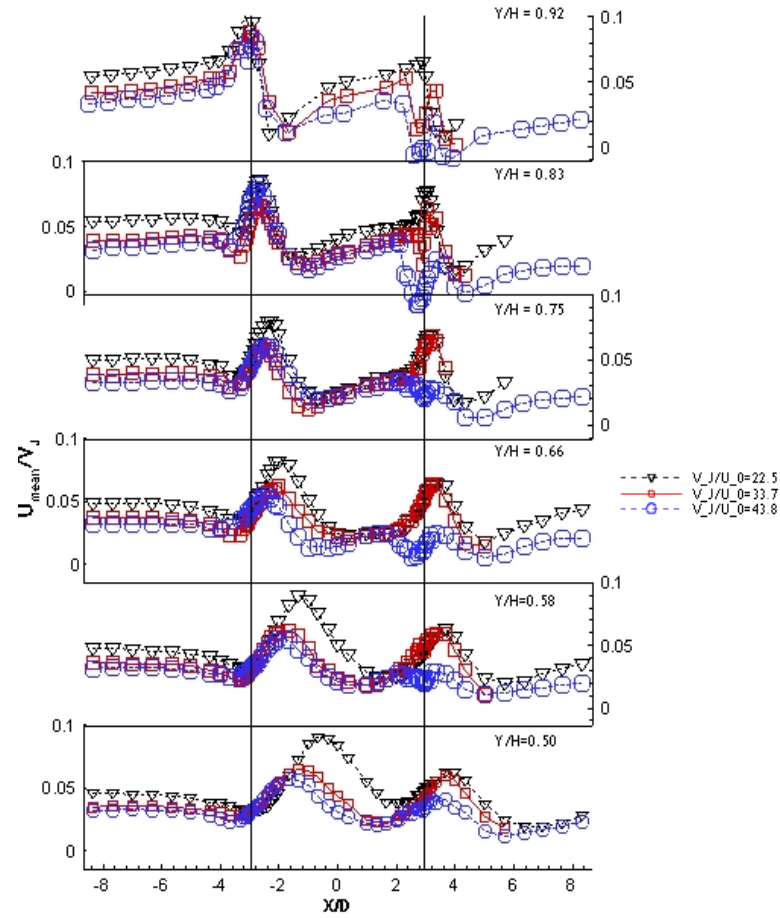 Y/H = 0.92
0.1
0.05
0
0.1
0.05
0
Y/H = 0.83
Y/H = 0.75
0.1
0.05
0
0.1
0.05
0
Y/H = 0.66
Y/H=0.58
0.1
0.05
0
0.1
0.05
0
Y/H=0.50
U_mean/V_J
-8 -6 -4 -2 0 2 4 6 8
X/D
V_J/U_0=22.5
V_J/U_0=33.7
V_J/U_0=43.8